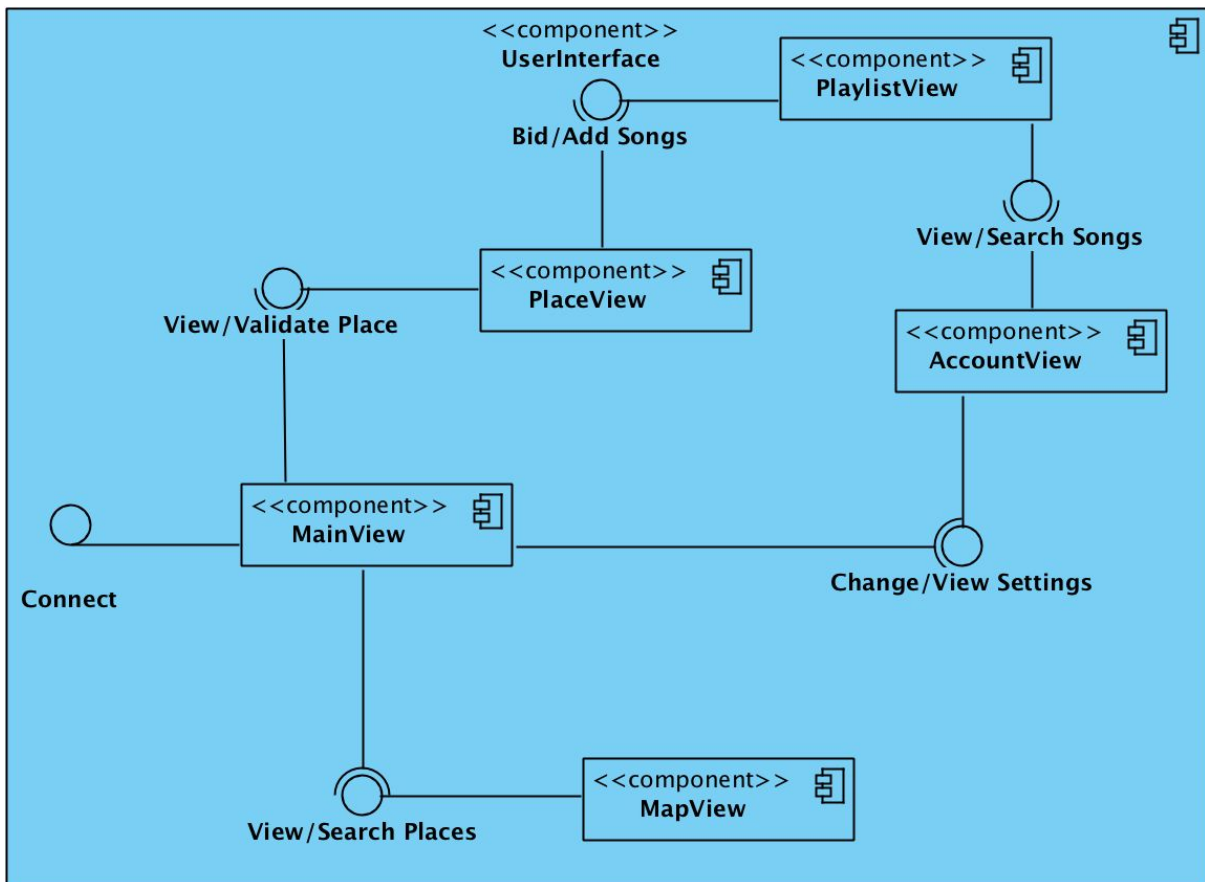 <<component>>
UserInterface
<<component>>
PlaylistView
Bid/Add Songs
View/Search Songs
<<component>>
PlaceView
View/Validate Place
<<component>>
AccountView
<<component>>
MainView
Change/View Settings
Connect
<<component>>
MapView
View/Search Places